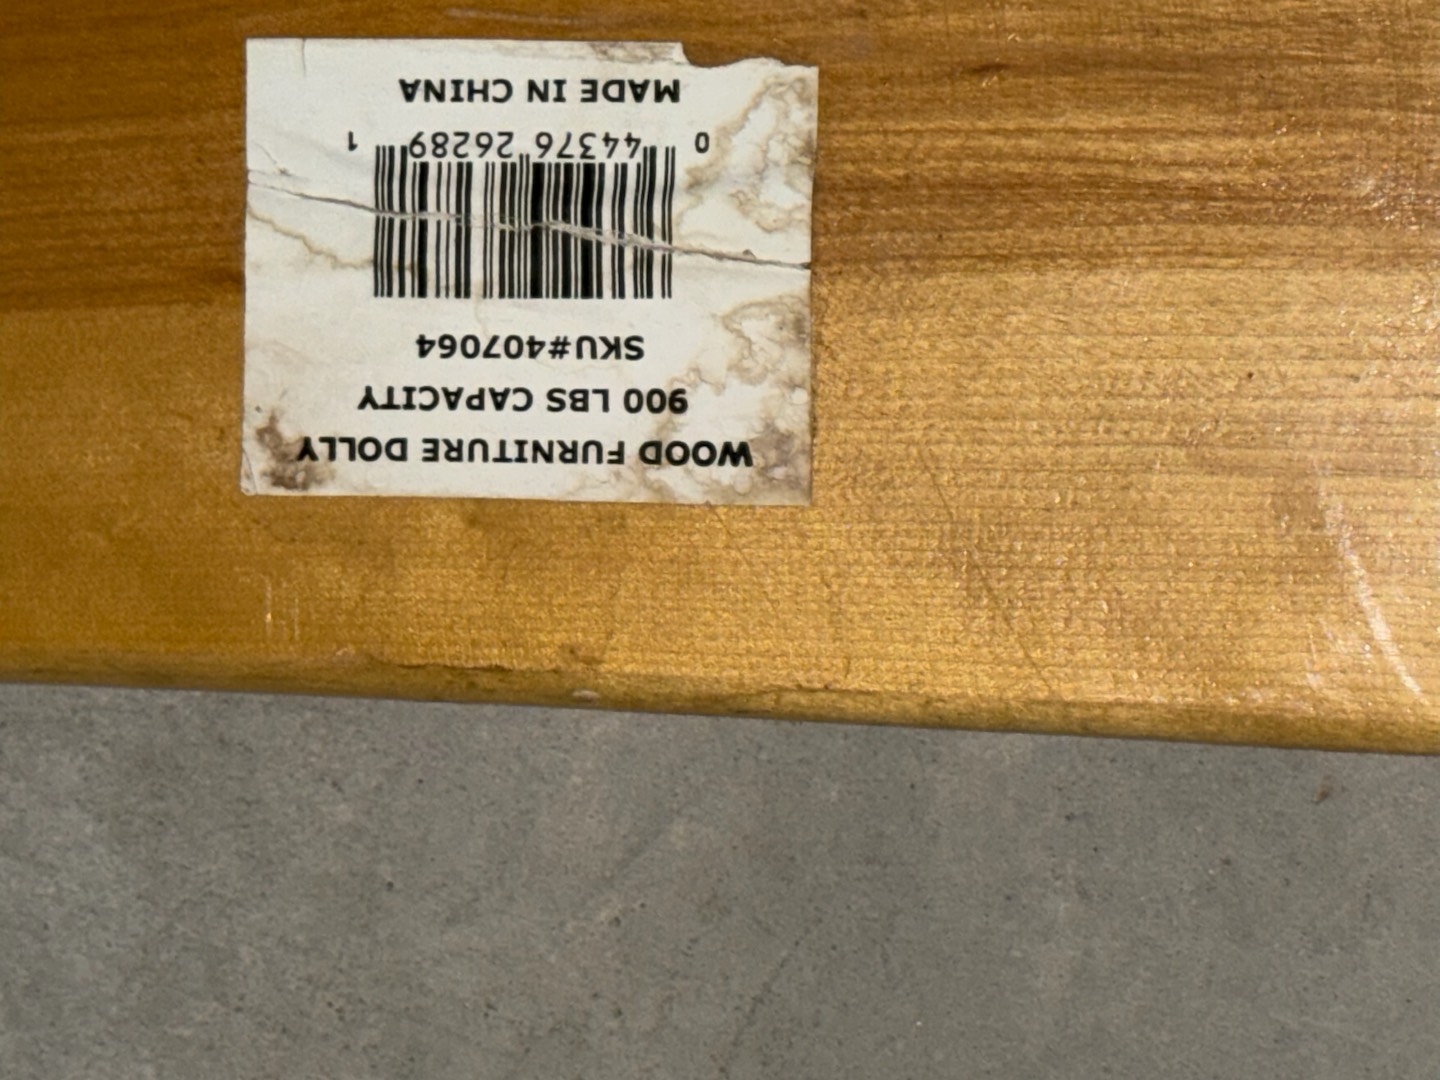 WOOD FURNITURE DOLLY
900 LBS CAPACITY
SKU#407064
0 44376 26289 1
MADE IN CHINA